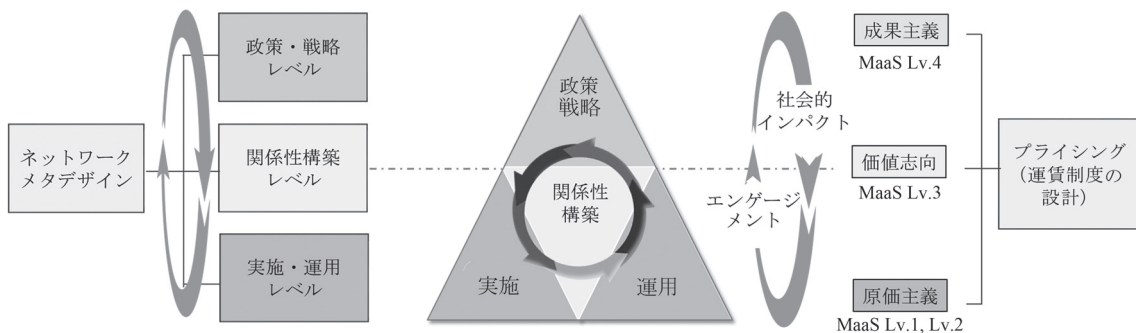 ネットワーク
メタデザイン
政策・戦略
レベル
関係性構築
レベル
実施・運用
レベル
政策
戦略
関係性
構築
実施
運用
社会的
インパクト
エンゲージ
メント
成果主義
MaaS Lv.4
価値志向
MaaS Lv.3
原価主義
MaaS Lv.1, Lv.2
プライシング
（運賃制度の
設計）